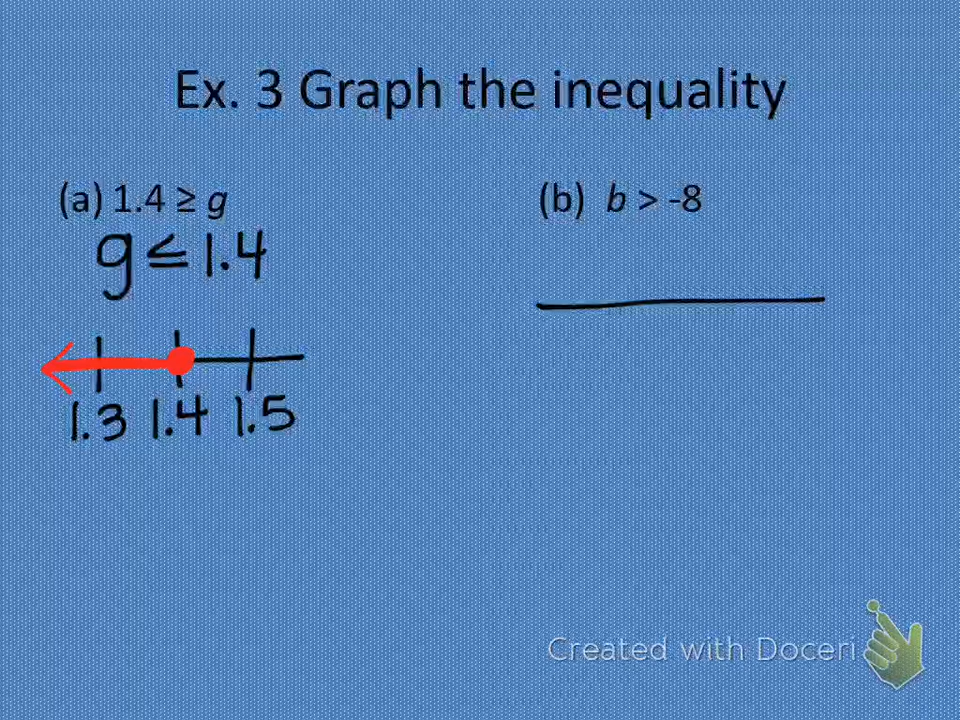 Ex. 3 Graph the inequality
(a) 1.4 ≥ g
g ≤ 1.4
1.3 1.4 1.5
(b) b > -8
Created with Doceri